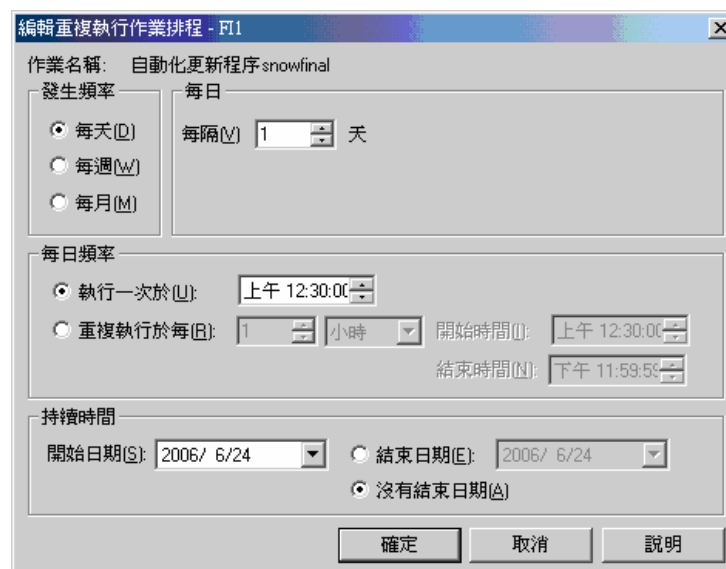 編輯重複執行作業排程 - FI1
作業名稱: 自動化更新程序snowfinal
發生頻率
每天(D)
每週(W)
每月(M)
每日
每隔(V) 1 天
每日頻率
執行一次於(U): 上午 12:30:00
重複執行於每(R): 1 小時 開始時間(I): 上午 12:30:00
結束時間(N): 下午 11:59:59
持續時間
開始日期(S): 2006/ 6/24 結束日期(E): 2006/ 6/24
沒有結束日期(A)
確定 取消 說明